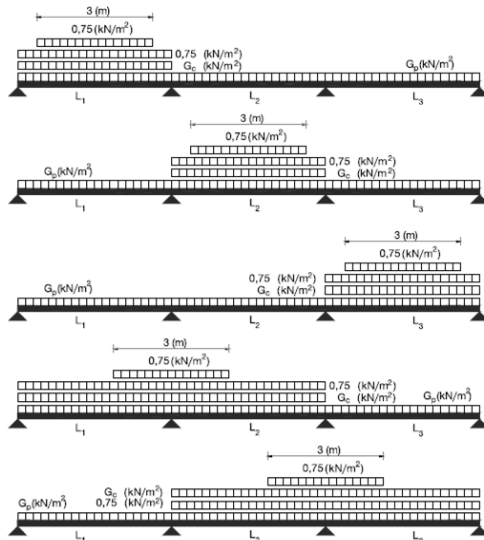 3 (m)
0,75 (kN/m²)
0,75 (kN/m²)
Gc (kN/m²) Gp(kN/m²)
L1 L2 L3
3 (m)
0,75 (kN/m²)
0,75 (kN/m²)
Gp(kN/m²) Gc (kN/m²)
L1 L2 L3
3 (m)
0,75 (kN/m²)
0,75 (kN/m²)
Gp(kN/m²) Gc (kN/m²)
L1 L2 L3
3 (m)
0,75 (kN/m²)
0,75 (kN/m²)
Gc (kN/m²) Gp(kN/m²)
L1 L2 L3
3 (m)
0,75 (kN/m²)
Gc (kN/m²)
Gp(kN/m²) 0,75 (kN/m²)